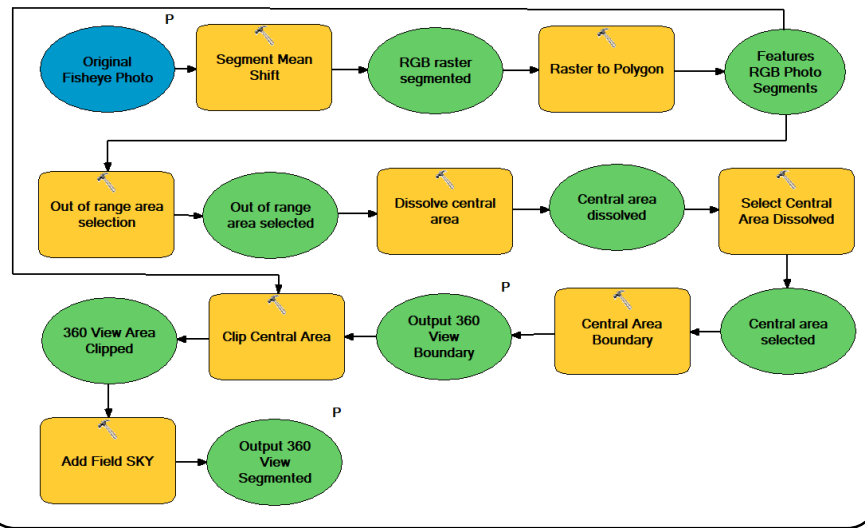 P
Original
Fisheye Photo
Segment Mean
Shift
RGB raster
segmented
Raster to Polygon
Features
RGB Photo
Segments
Out of range area
selection
Out of range
area selected
Dissolve central
area
Central area
dissolved
Select Central
Area Dissolved
360 View Area
Clipped
Clip Central Area
P
Output 360
View
Boundary
Central Area
Boundary
Central area
selected
Add Field SKY
P
Output 360
View
Segmented